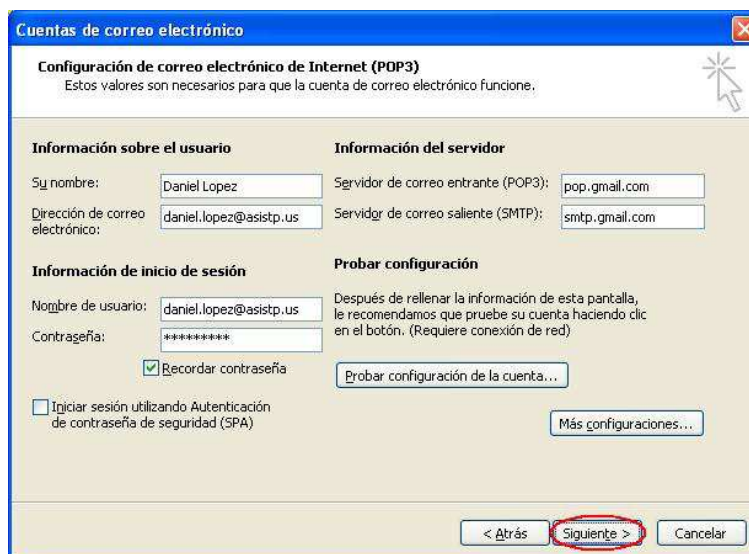 Cuentas de correo electrónico
Configuración de correo electrónico de Internet (POP3)
Estos valores son necesarios para que la cuenta de correo electrónico funcione.
Información sobre el usuario
Su nombre: Daniel Lopez
Dirección de correo
electrónico: daniel.lopez@asistp.us
Información de inicio de sesión
Nombre de usuario: daniel.lopez@asistp.us
Contraseña: *********
Recordar contraseña
Iniciar sesión utilizando Autenticación
de contraseña de seguridad (SPA)
Información del servidor
Servidor de correo entrante (POP3): pop.gmail.com
Servidor de correo saliente (SMTP): smtp.gmail.com
Probar configuración
Después de rellenar la información de esta pantalla,
le recomendamos que pruebe su cuenta haciendo clic
en el botón. (Requiere conexión de red)
Probar configuración de la cuenta...
Más configuraciones...
< Atrás Siguiente > Cancelar